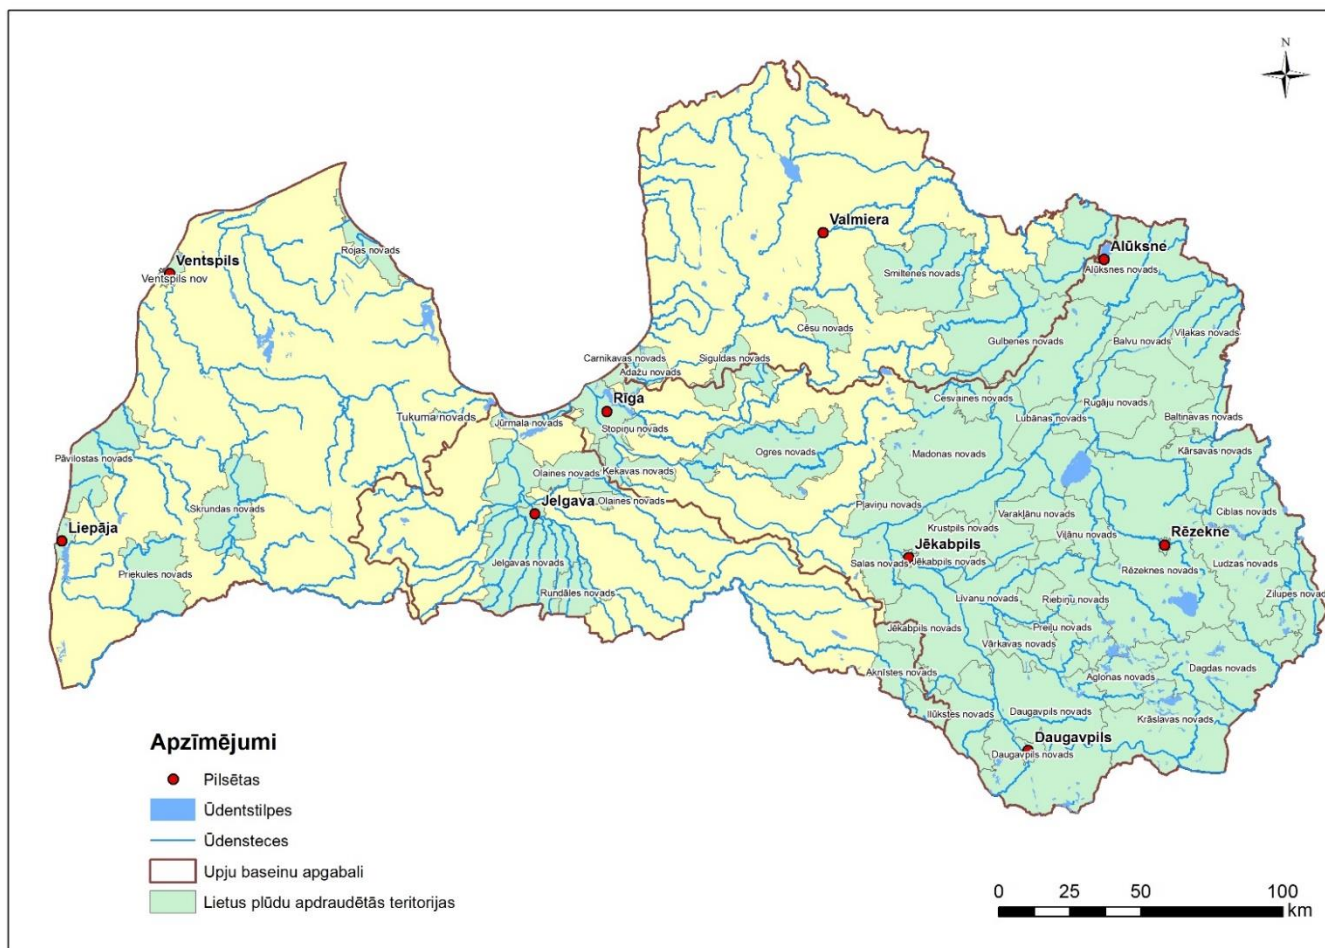 N
Valmiera
Alūksne
Alūksnes novads
Rojas novads
Ventspils
Ventspils nov
Smiltenes novads
Cēsu novads
Gulbenes novads
Balvu novads
Viļakas novads
Carnikavas novads
Siguldas novads
Ādažu novads
Rīga
Cesvaines novads
Rugāju novads
Tukuma novads
Jūrmala novads
Stopiņu novads
Lubānas novads
Baltinavas novads
Pāvilostas novads
Ogres novads
Madonas novads
Kārsavas novads
Olaines novads
Ķekavas novads
Skrundas novads
Jelgava
Olaines novads
Pļaviņu novads
Varakļānu novads
Ciblas novads
Liepāja
Krustpils novads
Viļānu novads
Rēzekne
Jēkabpils
Priekules novads
Jelgavas novads
Salas novads
Jēkabpils novads
Rēzeknes novads
Ludzas novads
Rundāles novads
Līvānu novads
Riebiņu novads
Zilupes novads
Jēkabpils novads
Preiļu novads
Vārkavas novads
Aknīstes novads
Aglonas novads
Dagdas novads
Ilūkstes novads
Daugavpils novads
Krāslavas novads
Daugavpils
Daugavpils novads
Apzīmējumi
Pilsētas
Ūdentstilpes
Ūdensteces
Upju baseinu apgabali
Lietus plūdu apdraudētās teritorijas
0 25 50 100
km